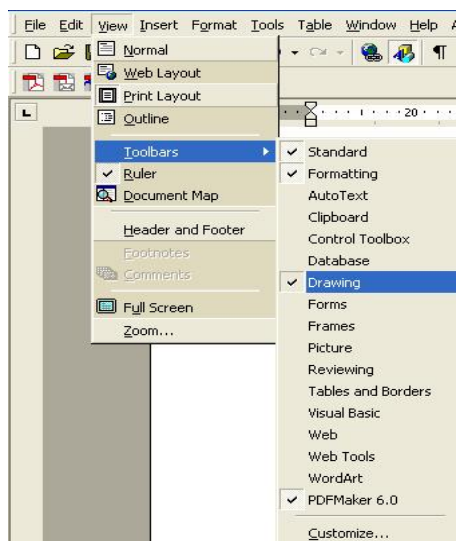 File Edit View Insert Format Tools Table Window Help
Normal
Web Layout
Print Layout
Outline
20
Toolbars
Ruler
Document Map
Header and Footer
Footnotes
Comments
Full Screen
Zoom...
Standard
Formatting
AutoText
Clipboard
Control Toolbox
Database
Drawing
Forms
Frames
Picture
Reviewing
Tables and Borders
Visual Basic
Web
Web Tools
WordArt
PDFMaker 6.0
Customize...